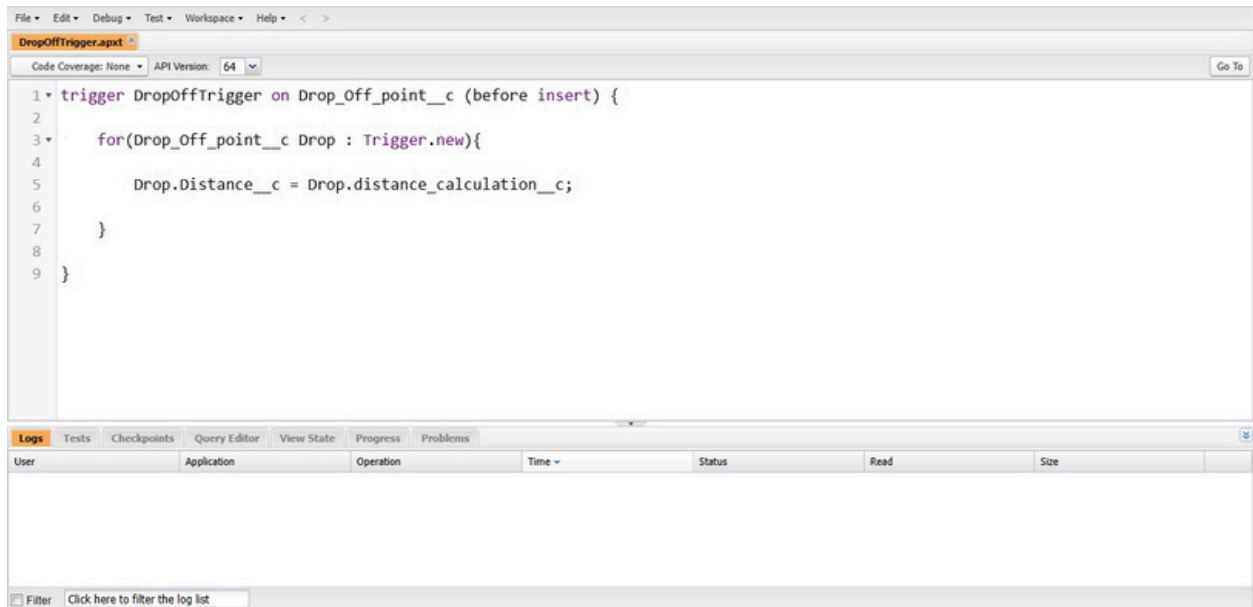 File Edit Debug Test Workspace Help < >
DropOffTrigger.apxt
Code Coverage: None API Version: 64 Go To
1 trigger DropOffTrigger on Drop_Off_point__c (before insert) {
2
3 for(Drop_Off_point__c Drop : Trigger.new){
4
5 Drop.Distance__c = Drop.distance_calculation__c;
6
7 }
8
9 }
Logs Tests Checkpoints Query Editor View State Progress Problems
User Application Operation Time Status Read Size
Filter Click here to filter the log list